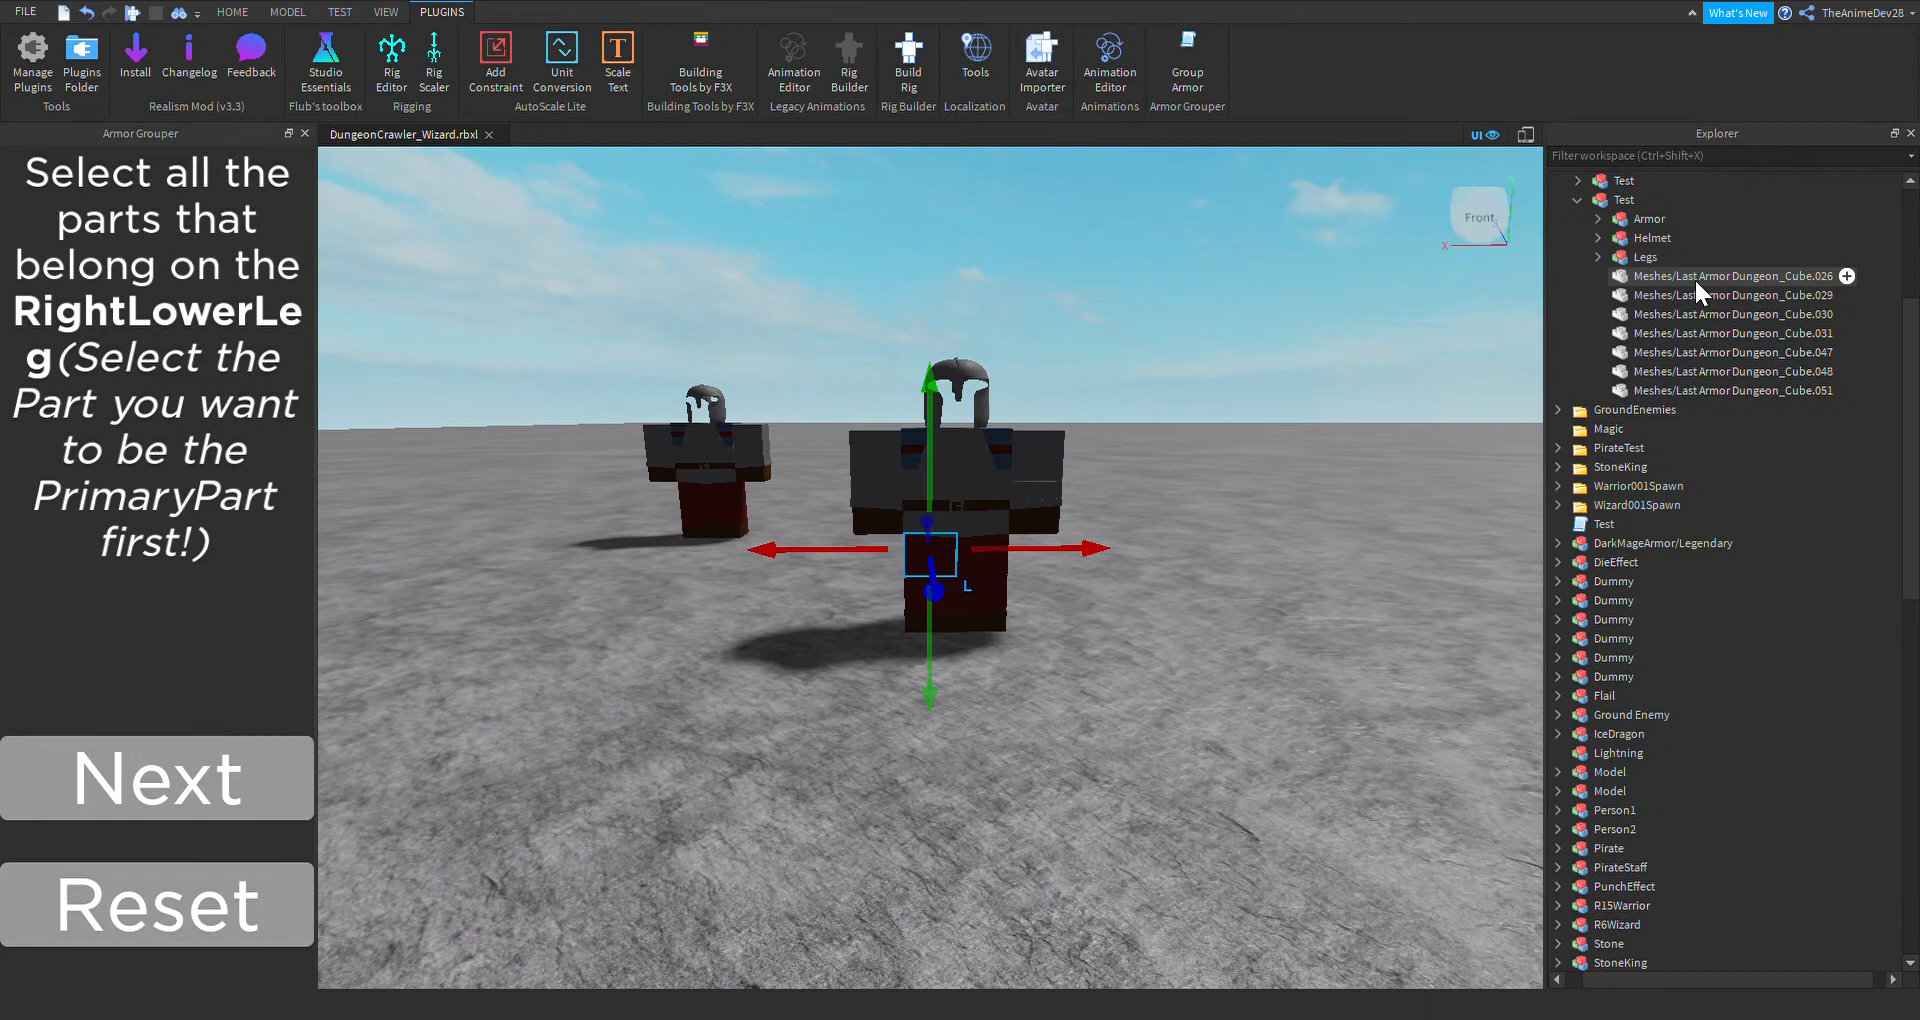 FILE HOME MODEL TEST VIEW PLUGINS What's New TheAnimeDev28
Manage Plugins
Plugins Folder
Tools
Install
Changelog
Feedback
Realism Mod (v3.3)
Studio Essentials
Flub's toolbox
Rig Editor
Rig Scaler
Rigging
Add Constraint
Unit Conversion
T
Scale Text
AutoScale Lite
Building Tools by F3X
Building Tools by F3X
Animation Editor
Rig Builder
Legacy Animations
Build Rig
Rig Builder
Tools
Localization
Avatar Importer
Avatar
Animation Editor
Animations
Group Armor
Armor Grouper
Armor Grouper
DungeonCrawler_Wizard.rbxl
UI
Explorer
Select all the
parts that
belong on the
RightLowerLe
g(Select the
Part you want
to be the
PrimaryPart
first!)
Next
Reset
Front
X
L
Filter workspace (Ctrl+Shift+X)
Test
Test
Armor
Helmet
Legs
Meshes/Last Armor Dungeon_Cube.026
Meshes/Last Armor Dungeon_Cube.029
Meshes/Last Armor Dungeon_Cube.030
Meshes/Last Armor Dungeon_Cube.031
Meshes/Last Armor Dungeon_Cube.047
Meshes/Last Armor Dungeon_Cube.048
Meshes/Last Armor Dungeon_Cube.051
GroundEnemies
Magic
PirateTest
StoneKing
Warrior001Spawn
Wizard001Spawn
Test
DarkMageArmor/Legendary
DieEffect
Dummy
Dummy
Dummy
Dummy
Dummy
Dummy
Flail
Ground Enemy
IceDragon
Lightning
Model
Model
Person1
Person2
Pirate
PirateStaff
PunchEffect
R15Warrior
R6Wizard
Stone
StoneKing